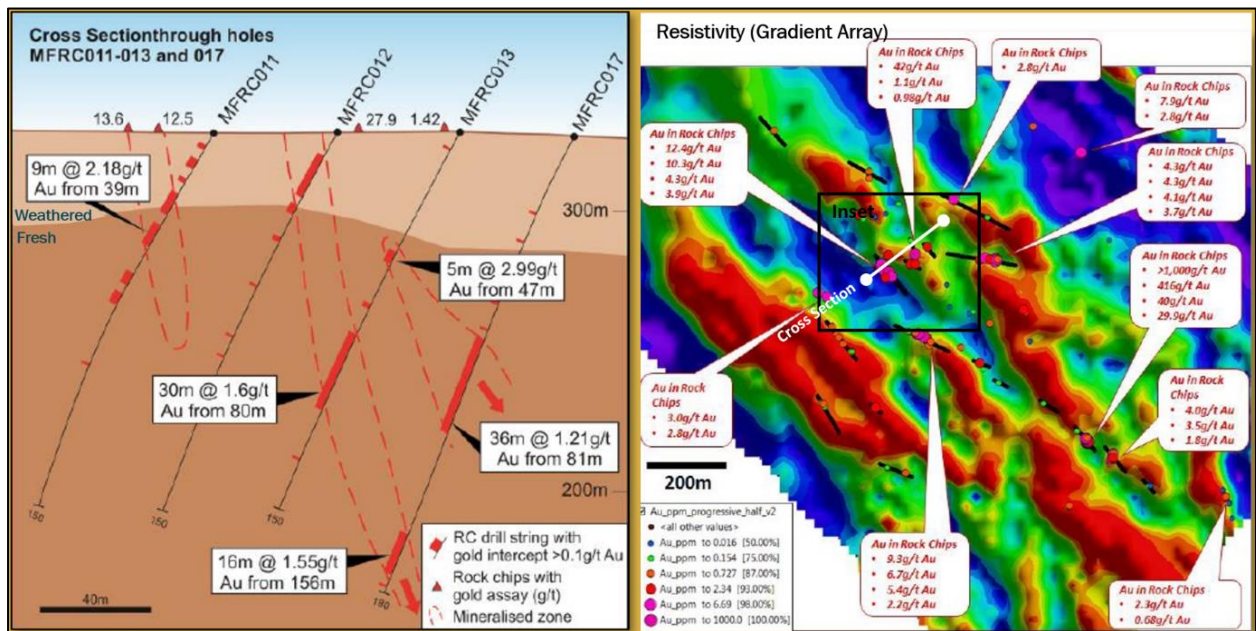 Cross Sectionthrough holes
MFRC011-013 and 017
MFRC011
MFRC012
MFRC013
MFRC017
13.6
12.5
27.9
1.42
9m @ 2.18g/t
Au from 39m
Weathered
Fresh
300m
5m @ 2.99g/t
Au from 47m
30m @ 1.6g/t
Au from 80m
36m @ 1.21g/t
Au from 81m
200m
150
150
150
180
16m @ 1.55g/t
Au from 156m
40m
RC drill string with
gold intercept >0.1g/t Au
Rock chips with
gold assay (g/t)
Mineralised zone
Resistivity (Gradient Array)
Au in Rock Chips
• 42g/t Au
• 1.1g/t Au
• 0.98g/t Au
Au in Rock Chips
• 2.8g/t Au
Au in Rock Chips
• 7.9g/t Au
• 2.8g/t Au
Au in Rock Chips
• 12.4g/t Au
• 10.3g/t Au
• 4.3g/t Au
• 3.9g/t Au
Au in Rock Chips
• 4.3g/t Au
• 4.3g/t Au
• 4.1g/t Au
• 3.7g/t Au
Inset
Cross Section
Au in Rock Chips
• >1,000g/t Au
• 416g/t Au
• 40g/t Au
• 29.9g/t Au
Au in Rock
Chips
• 3.0g/t Au
• 2.8g/t Au
Au in Rock
Chips
• 4.0g/t Au
• 3.5g/t Au
• 1.8g/t Au
200m
Au_ppm_progressive_half_v2
<all other values>
Au_ppm to 0.016 [50.00%]
Au_ppm to 0.154 [75.00%]
Au_ppm to 0.727 [87.00%]
Au_ppm to 2.34 [93.00%]
Au_ppm to 6.69 [98.00%]
Au_ppm to 1000.0 [100.00%]
Au in Rock Chips
• 9.3g/t Au
• 6.7g/t Au
• 5.4g/t Au
• 2.2g/t Au
Au in Rock Chips
• 2.3g/t Au
• 0.68g/t Au